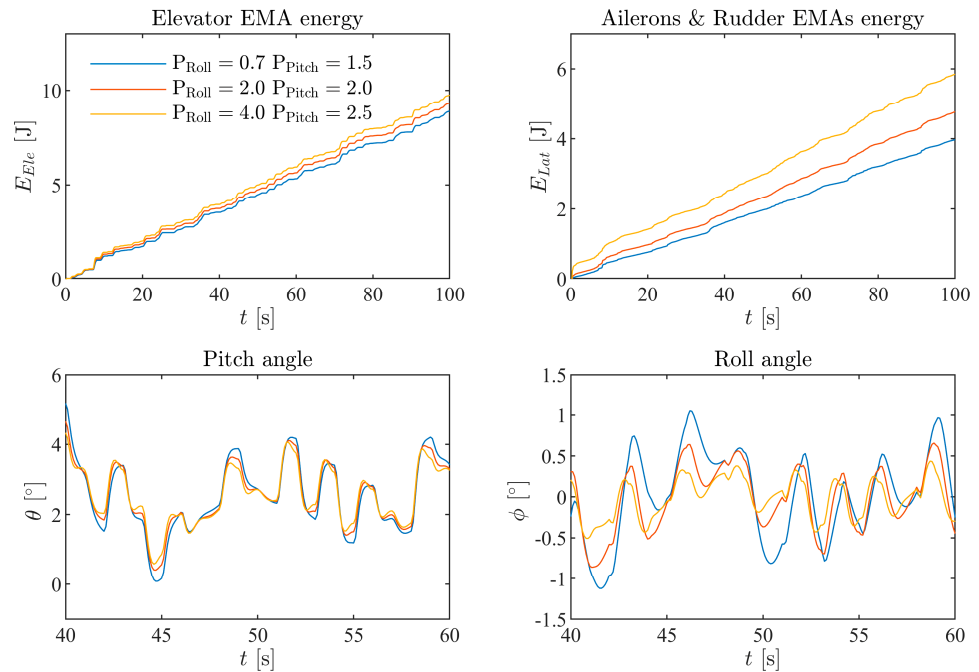 Elevator EMA energy
10
5
0
E_Ele [J]
P_Roll = 0.7 P_Pitch = 1.5
P_Roll = 2.0 P_Pitch = 2.0
P_Roll = 4.0 P_Pitch = 2.5
0 20 40 60 80 100
t [s]
Ailerons & Rudder EMAs energy
6
4
2
0
E_Lat [J]
0 20 40 60 80 100
t [s]
Pitch angle
6
4
2
0
θ [°]
40 45 50 55 60
t [s]
Roll angle
1.5
1
0.5
0
-0.5
-1
-1.5
ϕ [°]
40 45 50 55 60
t [s]